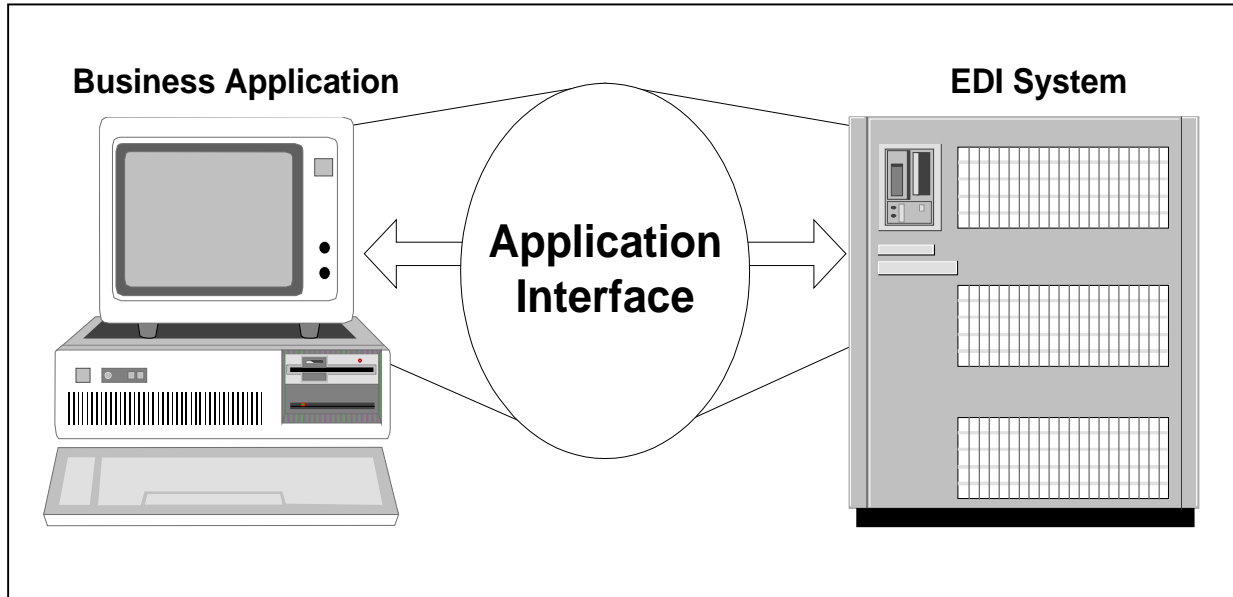 Business Application
EDI System
Application
Interface